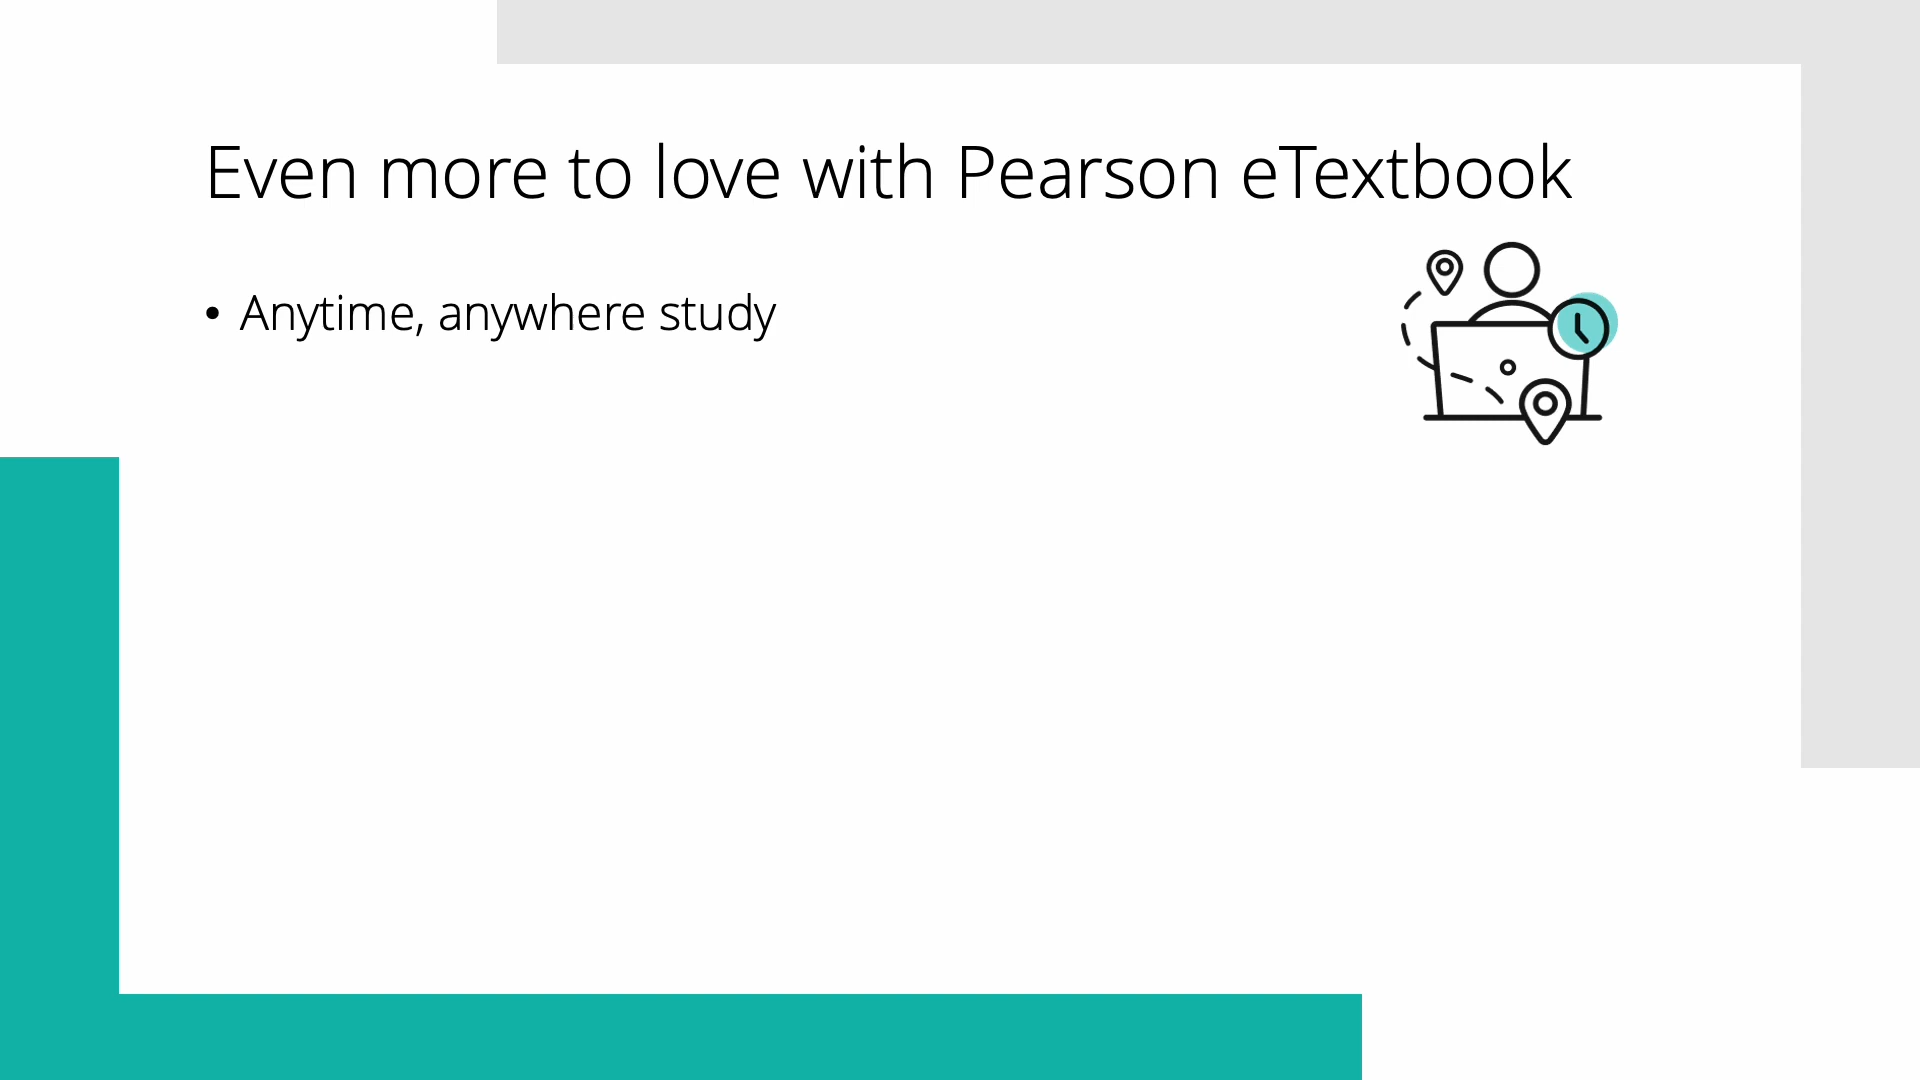 Even more to love with Pearson eTextbook
• Anytime, anywhere study